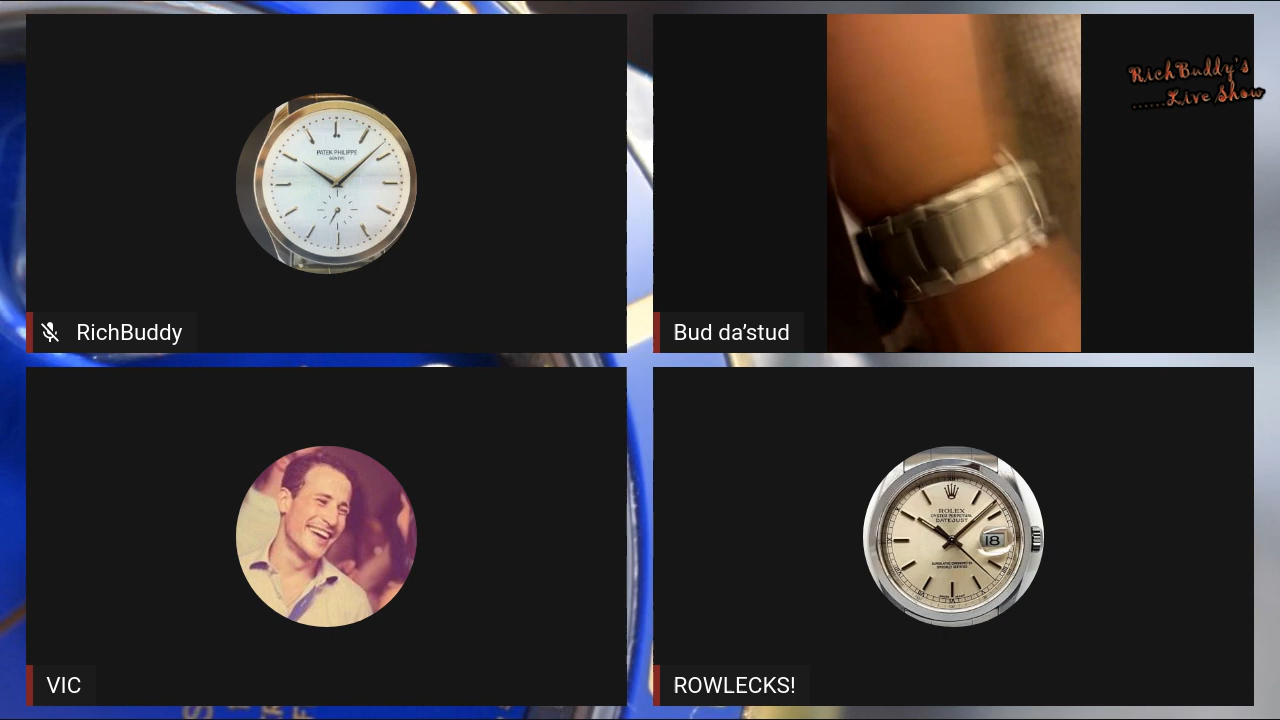 RichBuddy's
......Live Show
PATEK PHILIPPE
GENEVE
RichBuddy
Bud da’stud
ROLEX
OYSTER PERPETUAL
DATEJUST
18
VIC
ROWLECKS!